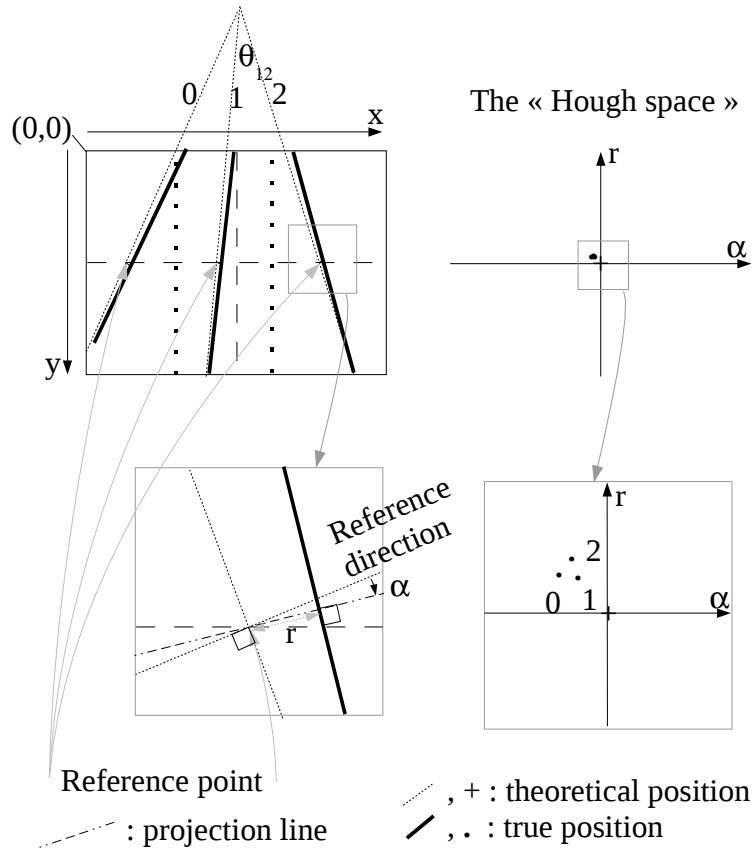 θ₁₂
0 1 2
The « Hough space »
(0,0)
x
r
α
y
Reference
direction
α
r
r
2
0 1
α
Reference point
, + : theoretical position
: projection line
, . : true position